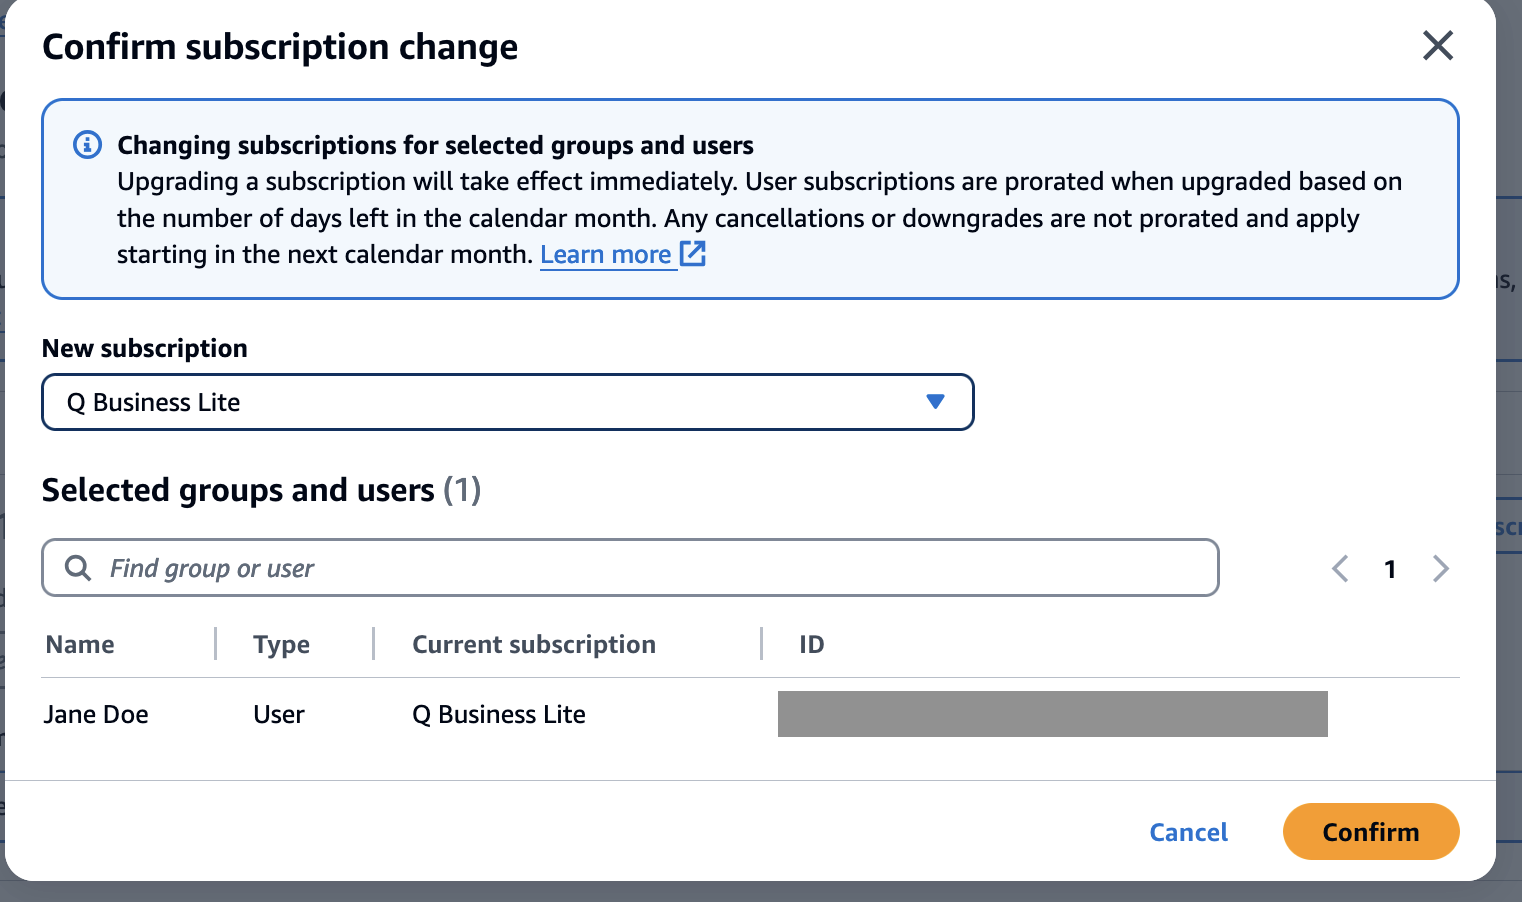 Confirm subscription change
Changing subscriptions for selected groups and users
Upgrading a subscription will take effect immediately. User subscriptions are prorated when upgraded based on
the number of days left in the calendar month. Any cancellations or downgrades are not prorated and apply
starting in the next calendar month. Learn more
New subscription
Q Business Lite
Selected groups and users (1)
Find group or user
1
Name Type Current subscription ID
Jane Doe User Q Business Lite
Cancel Confirm